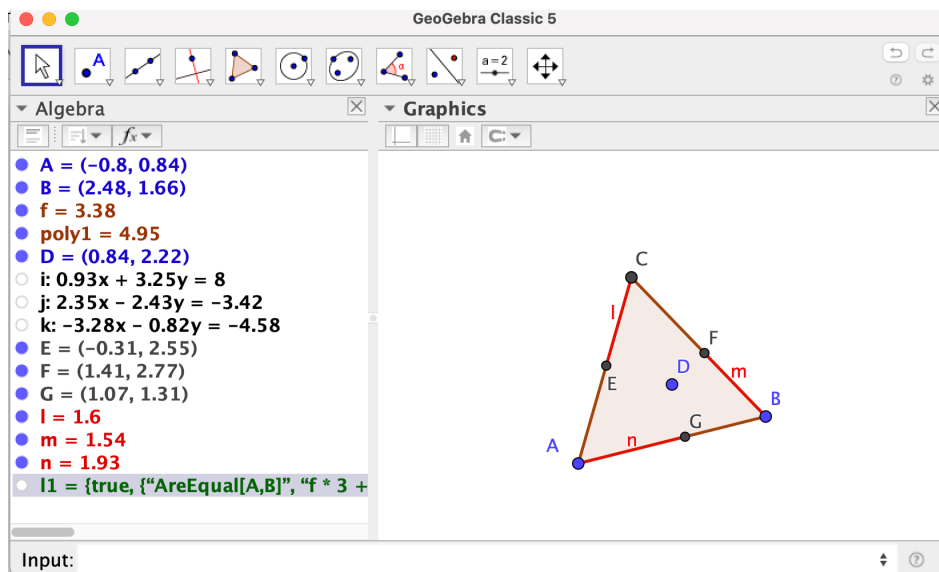 GeoGebra Classic 5
A
α
a=2
Algebra
Graphics
fx
A = (–0.8, 0.84)
B = (2.48, 1.66)
f = 3.38
poly1 = 4.95
D = (0.84, 2.22)
i: 0.93x + 3.25y = 8
j: 2.35x – 2.43y = –3.42
k: –3.28x – 0.82y = –4.58
E = (–0.31, 2.55)
F = (1.41, 2.77)
G = (1.07, 1.31)
l = 1.6
m = 1.54
n = 1.93
l1 = {true, {“AreEqual[A,B]”, “f * 3 +
C
l
F
D
E
m
B
G
A
n
Input: